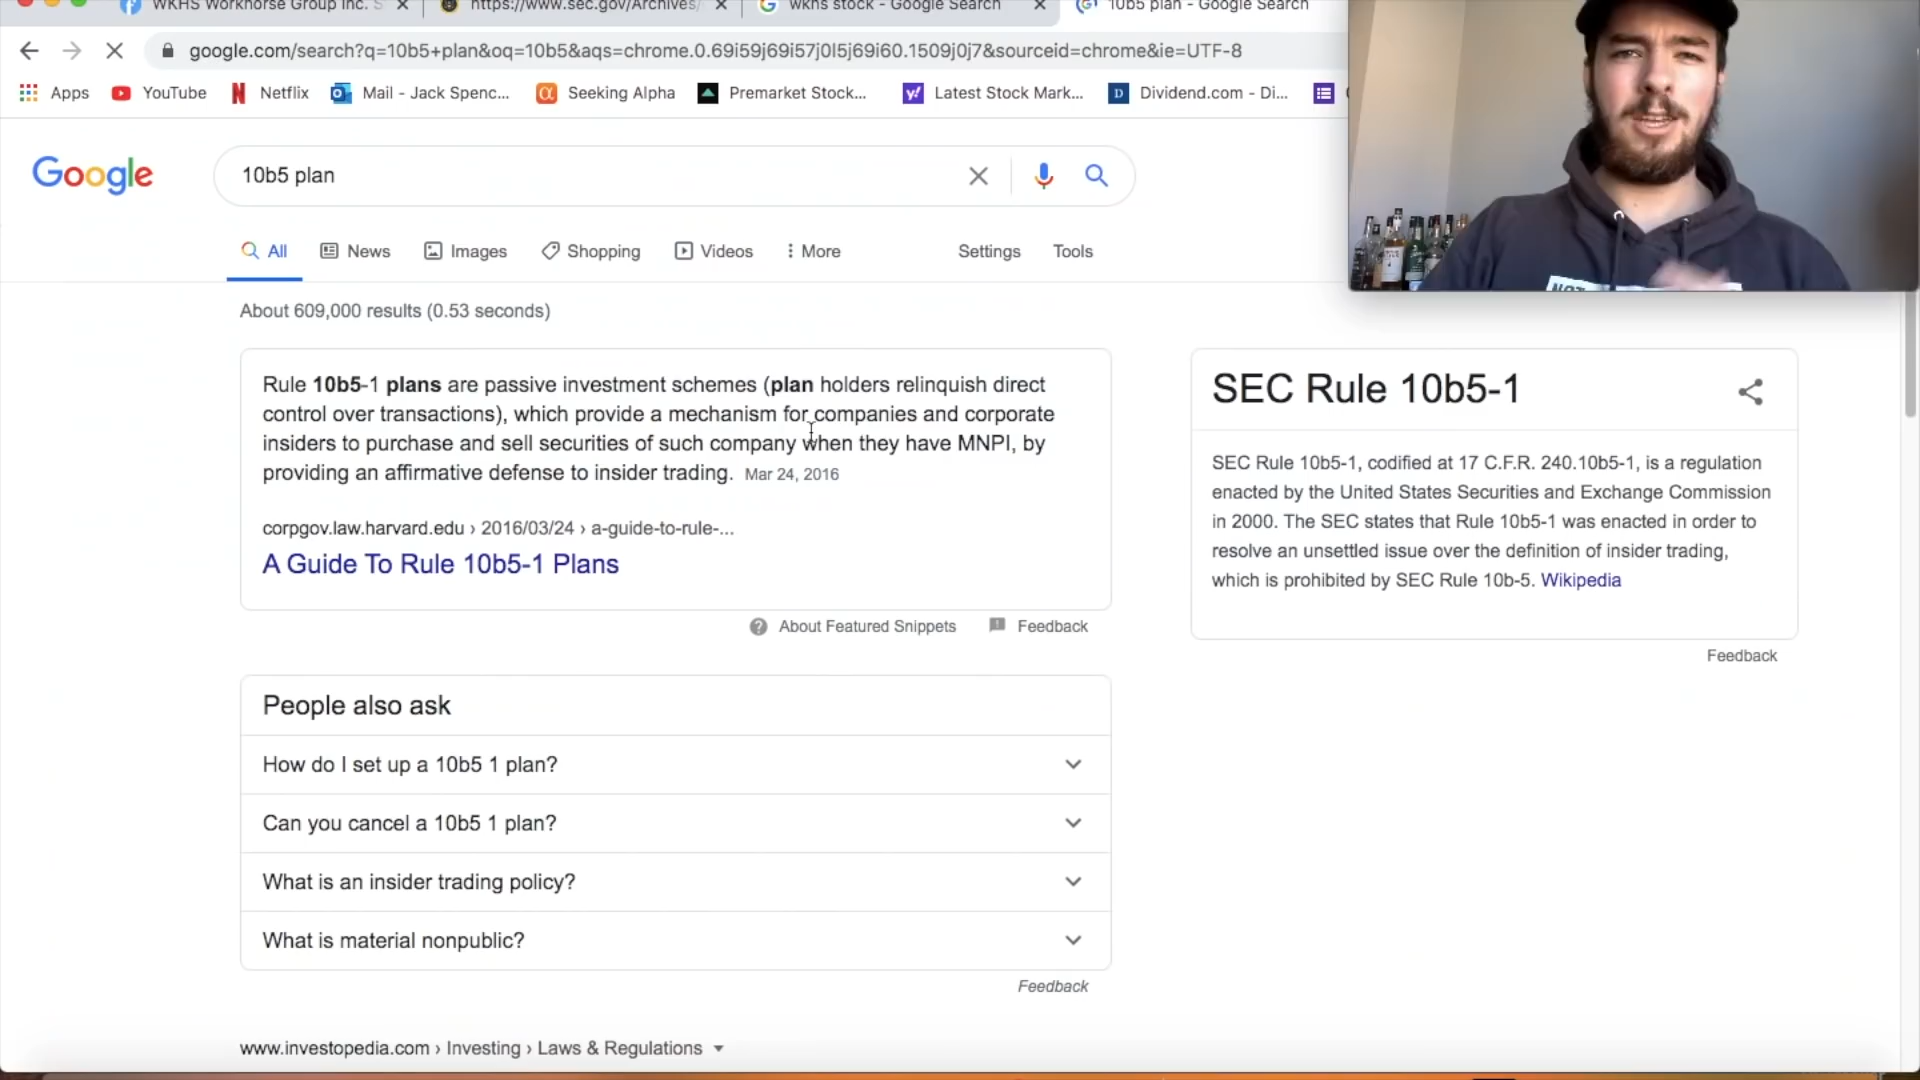 WKHS Workhorse Group Inc. S
https://www.sec.gov/Archives/
wkhs stock - Google Search
10b5 plan - Google Search
google.com/search?q=10b5+plan&oq=10b5&aqs=chrome.0.69i59j69i57j0l5j69i60.1509j0j7&sourceid=chrome&ie=UTF-8
Apps YouTube Netflix Mail - Jack Spenc... Seeking Alpha Premarket Stock... Latest Stock Mark... Dividend.com - Di...
Google
10b5 plan
All News Images Shopping Videos More Settings Tools
About 609,000 results (0.53 seconds)
Rule 10b5-1 plans are passive investment schemes (plan holders relinquish direct
control over transactions), which provide a mechanism for companies and corporate
insiders to purchase and sell securities of such company when they have MNPI, by
providing an affirmative defense to insider trading. Mar 24, 2016
corpgov.law.harvard.edu › 2016/03/24 › a-guide-to-rule-...
A Guide To Rule 10b5-1 Plans
About Featured Snippets Feedback
People also ask
How do I set up a 10b5 1 plan?
Can you cancel a 10b5 1 plan?
What is an insider trading policy?
What is material nonpublic?
Feedback
www.investopedia.com › Investing › Laws & Regulations
SEC Rule 10b5-1
SEC Rule 10b5-1, codified at 17 C.F.R. 240.10b5-1, is a regulation
enacted by the United States Securities and Exchange Commission
in 2000. The SEC states that Rule 10b5-1 was enacted in order to
resolve an unsettled issue over the definition of insider trading,
which is prohibited by SEC Rule 10b-5. Wikipedia
Feedback